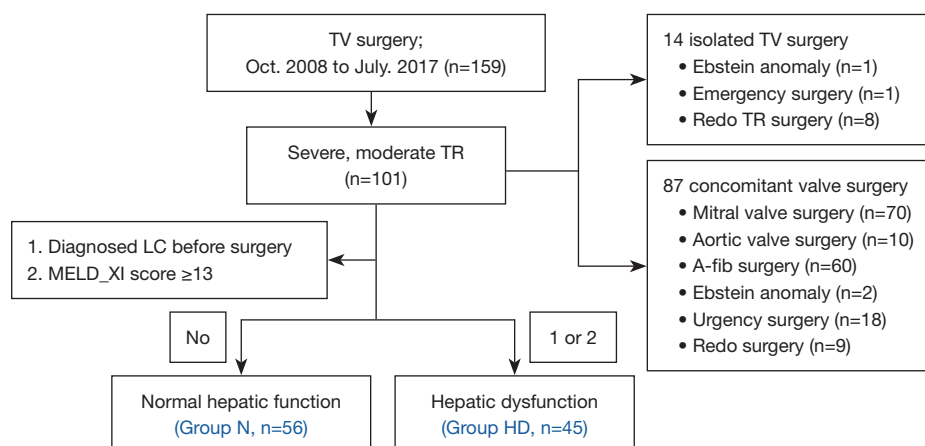 TV surgery;
Oct. 2008 to July. 2017 (n=159)
Severe, moderate TR
(n=101)
14 isolated TV surgery
• Ebstein anomaly (n=1)
• Emergency surgery (n=1)
• Redo TR surgery (n=8)
87 concomitant valve surgery
• Mitral valve surgery (n=70)
• Aortic valve surgery (n=10)
• A-fib surgery (n=60)
• Ebstein anomaly (n=2)
• Urgency surgery (n=18)
• Redo surgery (n=9)
1. Diagnosed LC before surgery
2. MELD_XI score ≥13
No
1 or 2
Normal hepatic function
(Group N, n=56)
Hepatic dysfunction
(Group HD, n=45)